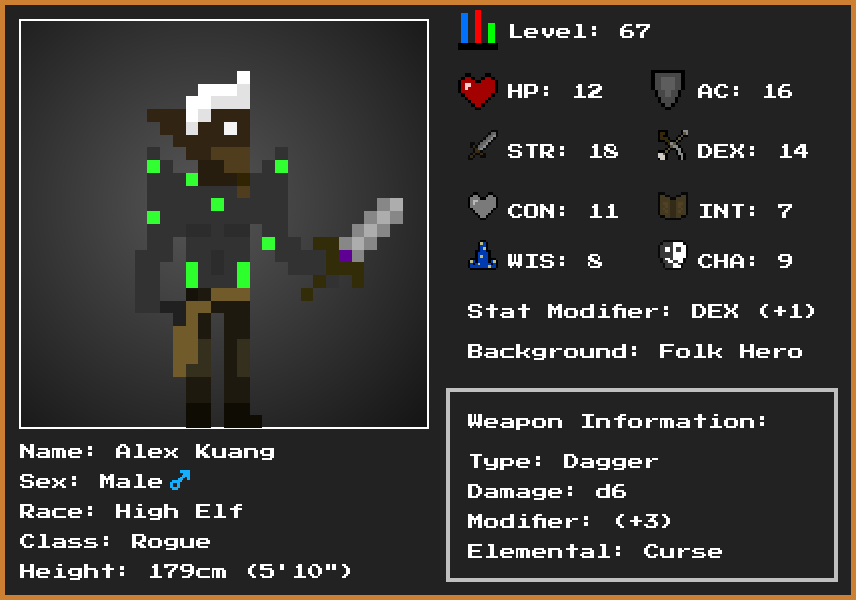 Level: 67
HP: 12 AC: 16
STR: 18 DEX: 14
CON: 11 INT: 7
WIS: 8 CHA: 9
Stat Modifier: DEX (+1)
Background: Folk Hero
Weapon Information:
Type: Dagger
Damage: d6
Modifier: (+3)
Elemental: Curse
Name: Alex Kuang
Sex: Male♂
Race: High Elf
Class: Rogue
Height: 179cm (5'10")